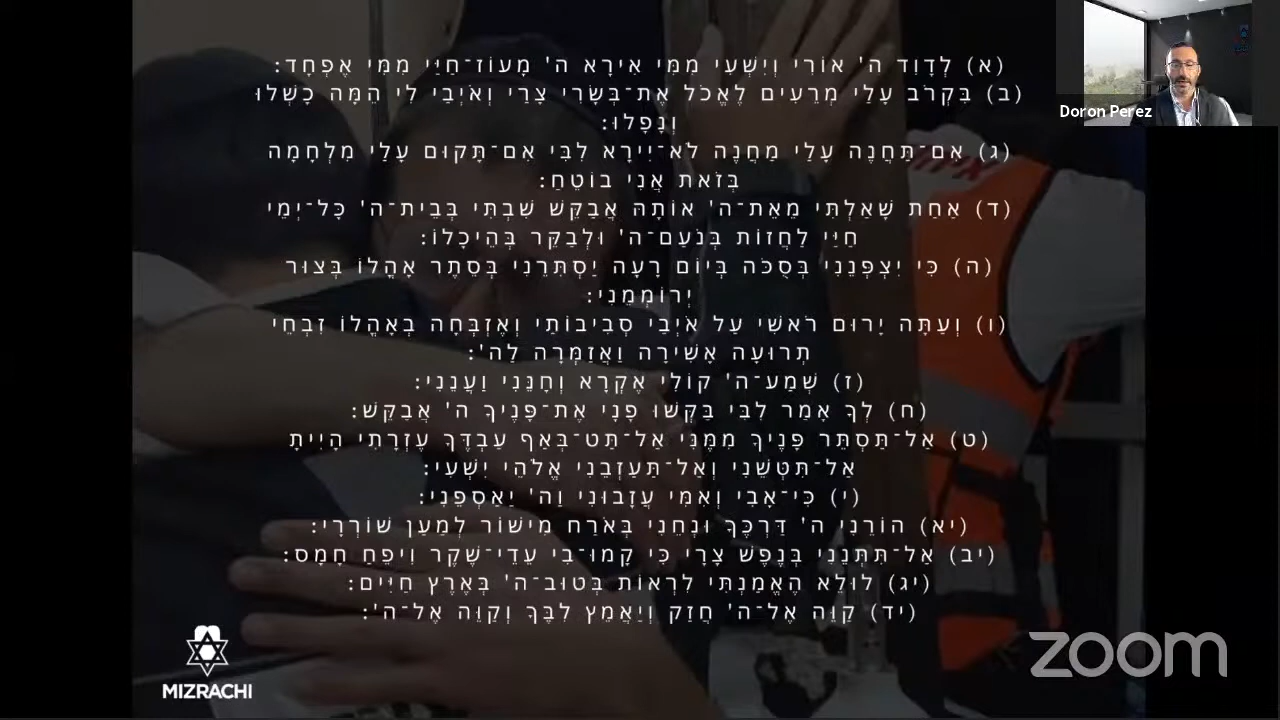 (א) לְדָוִד ה' אוֹרִי וְיִשְׁעִי מִמִּי אִירָא ה' מָעוֹז־חַיַּי מִמִּי אֶפְחָד:
(ב) בִּקְרֹב עָלַי מְרֵעִים לֶאֱכֹל אֶת־בְּשָׂרִי צָרַי וְאֹיְבַי לִי הֵמָּה כָשְׁלוּ
וְנָפָלוּ:
(ג) אִם־תַּחֲנֶה עָלַי מַחֲנֶה לֹא־יִירָא לִבִּי אִם־תָּקוּם עָלַי מִלְחָמָה
בְּזֹאת אֲנִי בוֹטֵחַ:
(ד) אַחַת שָׁאַלְתִּי מֵאֵת־ה' אוֹתָהּ אֲבַקֵּשׁ שִׁבְתִּי בְּבֵית־ה' כָּל־יְמֵי
חַיַּי לַחֲזוֹת בְּנֹעַם־ה' וּלְבַקֵּר בְּהֵיכָלוֹ:
(ה) כִּי יִצְפְּנֵנִי בְּסֻכֹּה בְּיוֹם רָעָה יַסְתִּרֵנִי בְּסֵתֶר אָהֳלוֹ בְּצוּר
יְרוֹמְמֵנִי:
(ו) וְעַתָּה יָרוּם רֹאשִׁי עַל אֹיְבַי סְבִיבוֹתַי וְאֶזְבְּחָה בְאָהֳלוֹ זִבְחֵי
תְרוּעָה אָשִׁירָה וַאֲזַמְּרָה לַה':
(ז) שְׁמַע־ה' קוֹלִי אֶקְרָא וְחָנֵּנִי וַעֲנֵנִי:
(ח) לְךָ אָמַר לִבִּי בַּקְּשׁוּ פָנָי אֶת־פָּנֶיךָ ה' אֲבַקֵּשׁ:
(ט) אַל־תַּסְתֵּר פָּנֶיךָ מִמֶּנִּי אַל־תַּט־בְּאַף עַבְדֶּךָ עֶזְרָתִי הָיִיתָ
אַל־תִּטְּשֵׁנִי וְאַל־תַּעַזְבֵנִי אֱלֹהֵי יִשְׁעִי:
(י) כִּי־אָבִי וְאִמִּי עֲזָבוּנִי וַה' יַאַסְפֵנִי:
(יא) הוֹרֵנִי ה' דַּרְכֶּךָ וּנְחֵנִי בְּאֹרַח מִישׁוֹר לְמַעַן שׁוֹרְרָי:
(יב) אַל־תִּתְּנֵנִי בְּנֶפֶשׁ צָרָי כִּי קָמוּ־בִי עֵדֵי־שֶׁקֶר וִיפֵחַ חָמָס:
(יג) לוּלֵא הֶאֱמַנְתִּי לִרְאוֹת בְּטוּב־ה' בְּאֶרֶץ חַיִּים:
(יד) קַוֵּה אֶל־ה' חֲזַק וְיַאֲמֵץ לִבֶּךָ וְקַוֵּה אֶל־ה':
Doron Perez
MIZRACHI
zoom